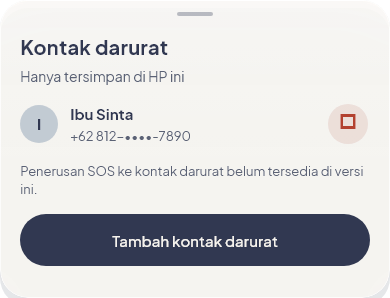 Kontak darurat
Hanya tersimpan di HP ini
I
Ibu Sinta
+62 812-••••-7890
Penerusan SOS ke kontak darurat belum tersedia di versi
ini.
Tambah kontak darurat